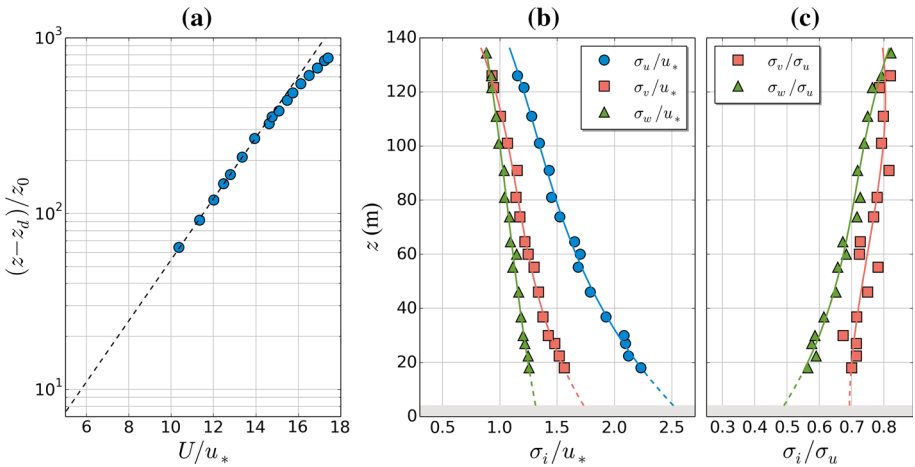 (a)
(b)
(c)
10³
10²
10¹
(z−z_d)/z₀
6 8 10 12 14 16 18
U/u_*
140
120
100
80
60
40
20
0
z (m)
σ_u/u_*
σ_v/u_*
σ_w/u_*
0.5 1.0 1.5 2.0 2.5
σ_i/u_*
σ_v/σ_u
σ_w/σ_u
0.3 0.4 0.5 0.6 0.7 0.8
σ_i/σ_u